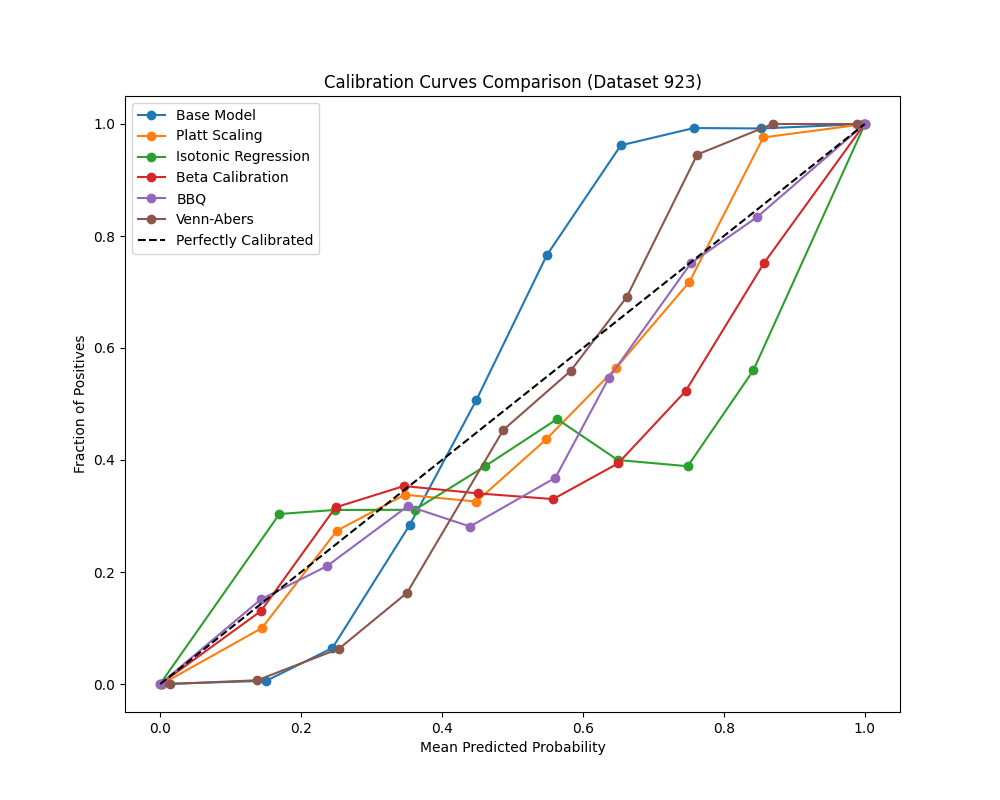 Calibration Curves Comparison (Dataset 923)
Base Model
Platt Scaling
Isotonic Regression
Beta Calibration
BBQ
Venn-Abers
Perfectly Calibrated
Fraction of Positives
1.0
0.8
0.6
0.4
0.2
0.0
0.0 0.2 0.4 0.6 0.8 1.0
Mean Predicted Probability